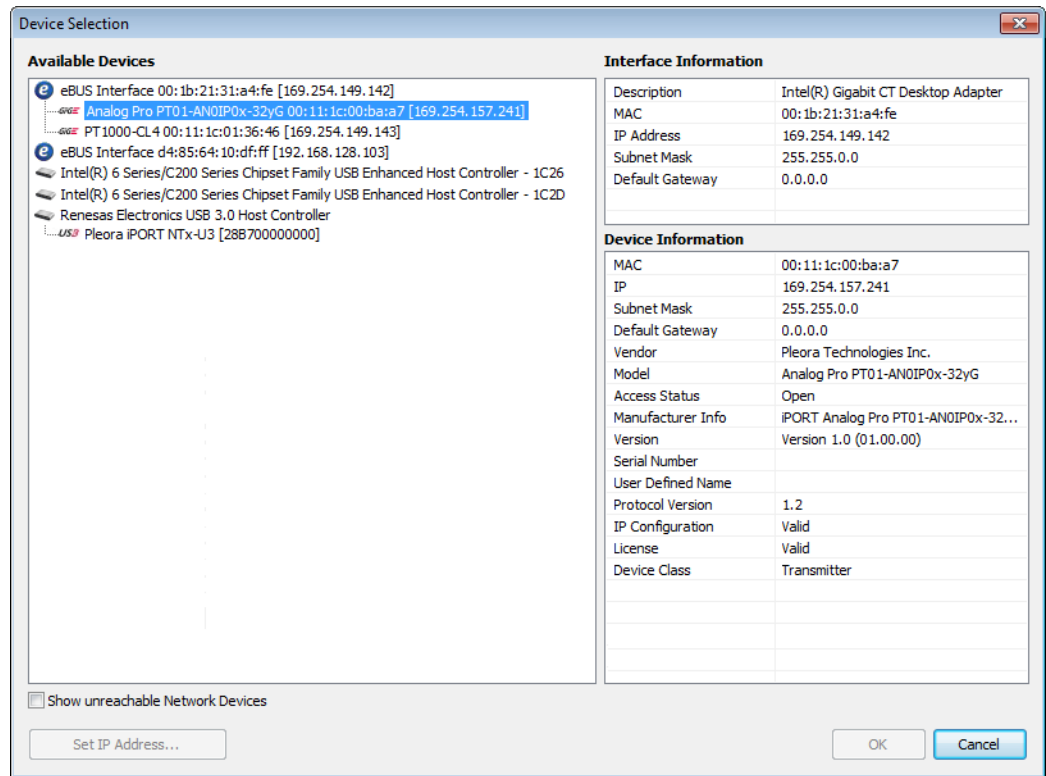 Device Selection
Available Devices
eBUS Interface 00:1b:21:31:a4:fe [169.254.149.142]
GIGE Analog Pro PT01-AN0IP0x-32yG 00:11:1c:00:ba:a7 [169.254.157.241]
GIGE PT1000-CL4 00:11:1c:01:36:46 [169.254.149.143]
eBUS Interface d4:85:64:10:df:ff [192.168.128.103]
Intel(R) 6 Series/C200 Series Chipset Family USB Enhanced Host Controller - 1C26
Intel(R) 6 Series/C200 Series Chipset Family USB Enhanced Host Controller - 1C2D
Renesas Electronics USB 3.0 Host Controller
USB Pleora iPORT NTx-U3 [28B700000000]
Show unreachable Network Devices
Set IP Address...
Interface Information
Description Intel(R) Gigabit CT Desktop Adapter
MAC 00:1b:21:31:a4:fe
IP Address 169.254.149.142
Subnet Mask 255.255.0.0
Default Gateway 0.0.0.0
Device Information
MAC 00:11:1c:00:ba:a7
IP 169.254.157.241
Subnet Mask 255.255.0.0
Default Gateway 0.0.0.0
Vendor Pleora Technologies Inc.
Model Analog Pro PT01-AN0IP0x-32yG
Access Status Open
Manufacturer Info iPORT Analog Pro PT01-AN0IP0x-32...
Version Version 1.0 (01.00.00)
Serial Number
User Defined Name
Protocol Version 1.2
IP Configuration Valid
License Valid
Device Class Transmitter
OK Cancel